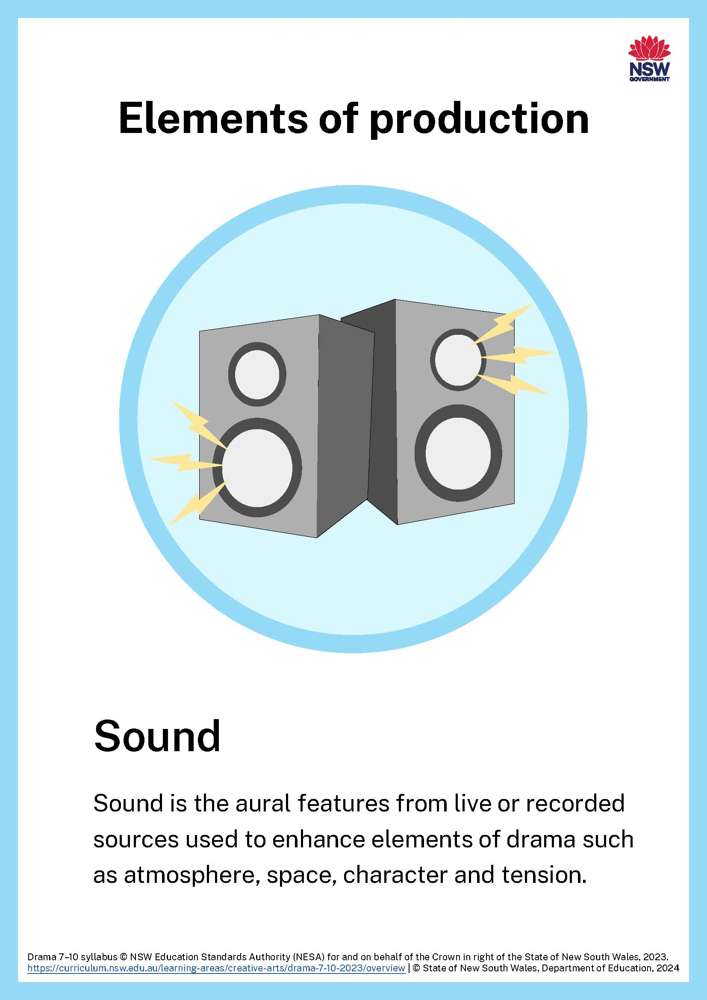 NSW
GOVERNMENT
Elements of production
Sound
Sound is the aural features from live or recorded
sources used to enhance elements of drama such
as atmosphere, space, character and tension.
Drama 7–10 syllabus © NSW Education Standards Authority (NESA) for and on behalf of the Crown in right of the State of New South Wales, 2023.
https://curriculum.nsw.edu.au/learning-areas/creative-arts/drama-7-10-2023/overview | © State of New South Wales, Department of Education, 2024